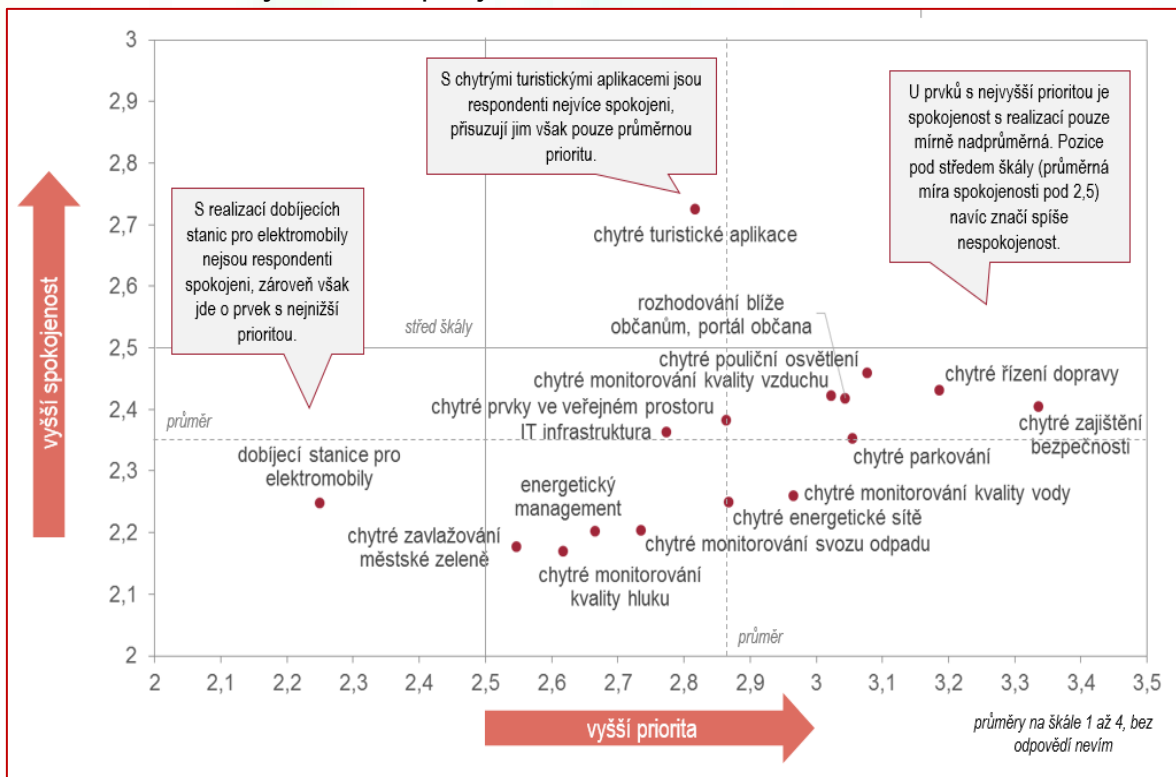 3
2,9
2,8
2,7
2,6
2,5
2,4
2,3
2,2
2,1
2
vyšší spokojenost
S chytrými turistickými aplikacemi jsou
respondenti nejvíce spokojeni,
přisuzují jim však pouze průměrnou
prioritu.
U prvků s nejvyšší prioritou je
spokojenost s realizací pouze
mírně nadprůměrná. Pozice
pod středem škály (průměrná
míra spokojenosti pod 2,5)
navíc značí spíše
nespokojenost.
S realizací dobíjecích
stanic pro elektromobily
nejsou respondenti
spokojeni, zároveň však
jde o prvek s nejnižší
prioritou.
chytré turistické aplikace
rozhodování blíže
občanům, portál občana
střed škály
chytré pouliční osvětlení
chytré monitorování kvality vzduchu
chytré řízení dopravy
chytré prvky ve veřejném prostoru
průměr
IT infrastruktura
chytré zajištění
bezpečnosti
chytré parkování
dobíjecí stanice pro
elektromobily
energetický
management
chytré monitorování kvality vody
chytré energetické sítě
chytré zavlažování
městské zeleně
chytré monitorování svozu odpadu
chytré monitorování
kvality hluku
průměr
2 2,1 2,2 2,3 2,4 2,5 2,6 2,7 2,8 2,9 3 3,1 3,2 3,3 3,4 3,5
vyšší priorita
průměry na škále 1 až 4, bez
odpovědí nevím